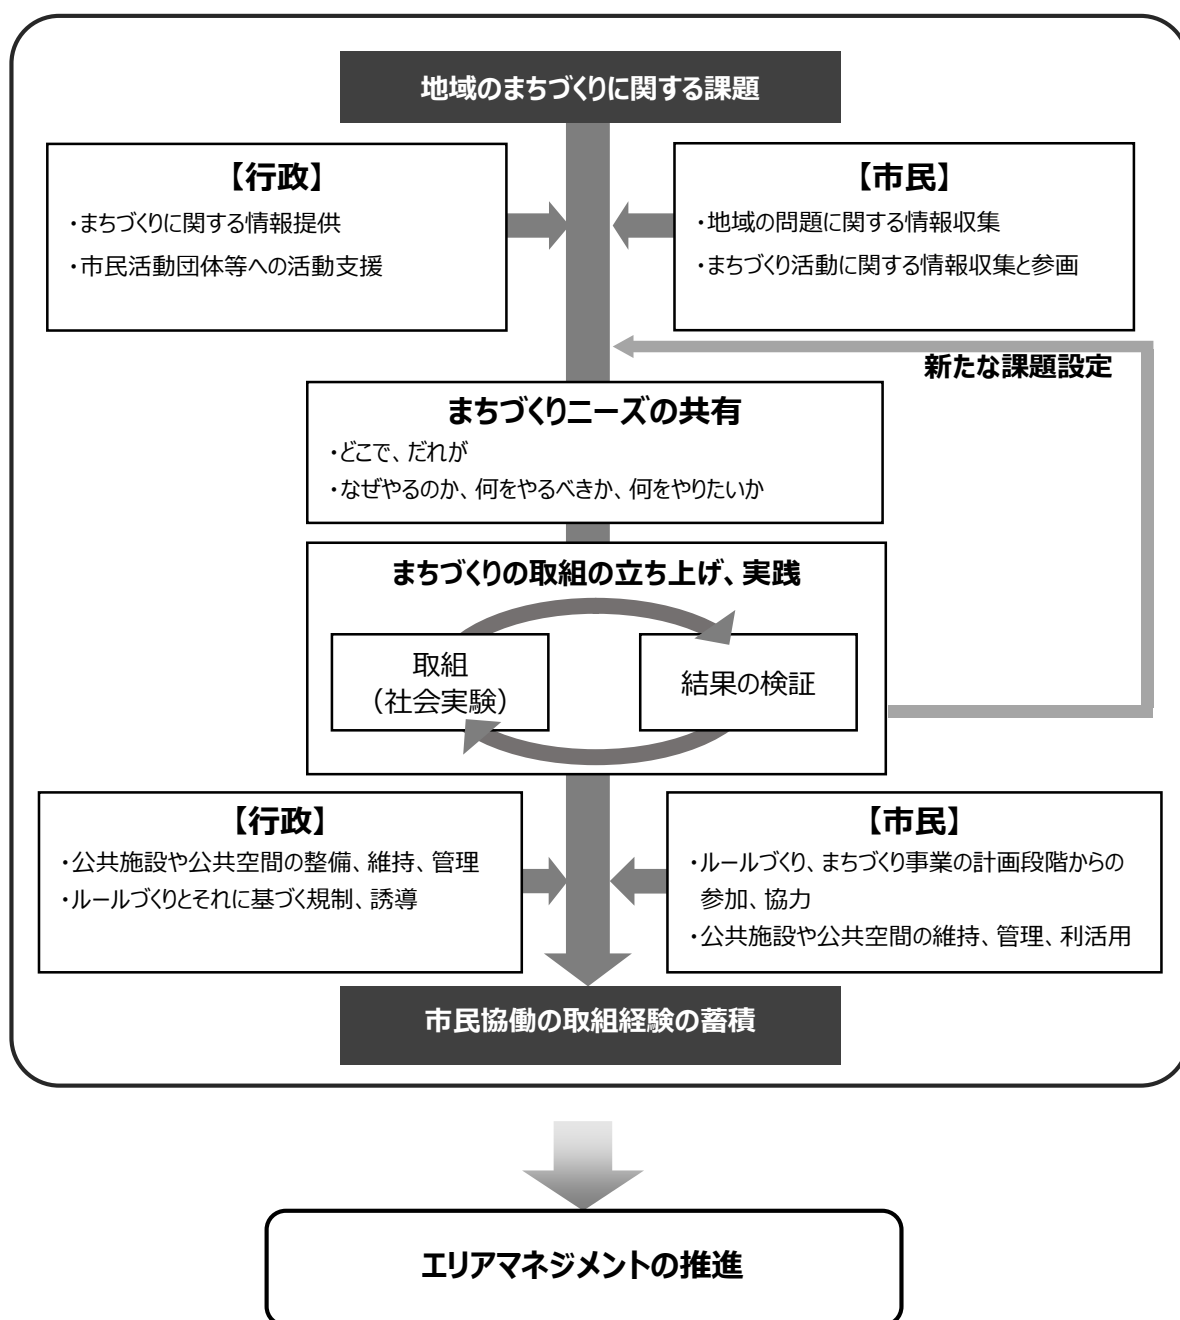 地域のまちづくりに関する課題
【行政】
・まちづくりに関する情報提供
・市民活動団体等への活動支援
【市民】
・地域の問題に関する情報収集
・まちづくり活動に関する情報収集と参画
新たな課題設定
まちづくりニーズの共有
・どこで、だれが
・なぜやるのか、何をやるべきか、何をやりたいか
まちづくりの取組の立ち上げ、実践
取組
（社会実験）
結果の検証
【行政】
・公共施設や公共空間の整備、維持、管理
・ルールづくりとそれに基づく規制、誘導
【市民】
・ルールづくり、まちづくり事業の計画段階からの
参加、協力
・公共施設や公共空間の維持、管理、利活用
市民協働の取組経験の蓄積
エリアマネジメントの推進